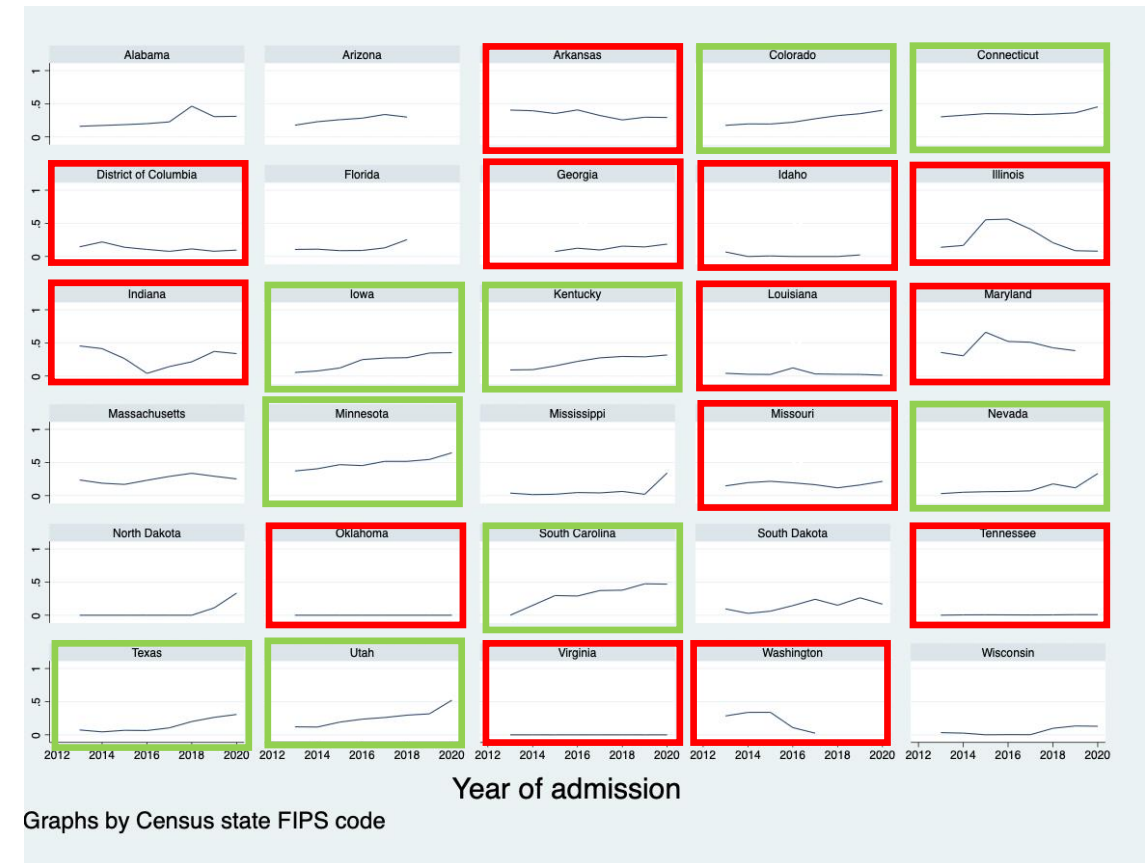 Alabama Arizona Arkansas Colorado Connecticut
0 .5 1
District of Columbia Florida Georgia Idaho Illinois
0 .5 1
Indiana Iowa Kentucky Louisiana Maryland
0 .5 1
Massachusetts Minnesota Mississippi Missouri Nevada
0 .5 1
North Dakota Oklahoma South Carolina South Dakota Tennessee
0 .5 1
Texas Utah Virginia Washington Wisconsin
0 .5 1
2012 2014 2016 2018 2020 2012 2014 2016 2018 2020 2012 2014 2016 2018 2020 2012 2014 2016 2018 2020 2012 2014 2016 2018 2020
Year of admission
Graphs by Census state FIPS code